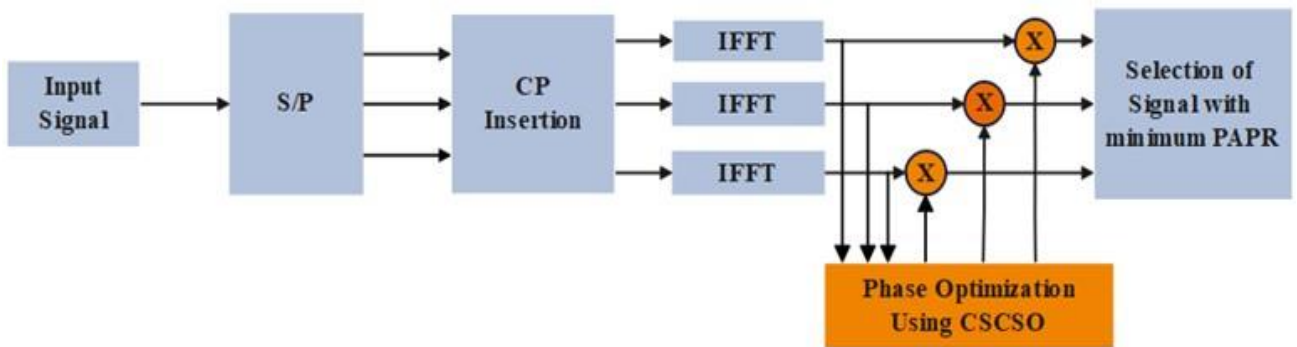 Input
Signal
S/P
CP
Insertion
IFFT
IFFT
IFFT
X
X
X
Selection of
Signal with
minimum PAPR
Phase Optimization
Using CSCSO